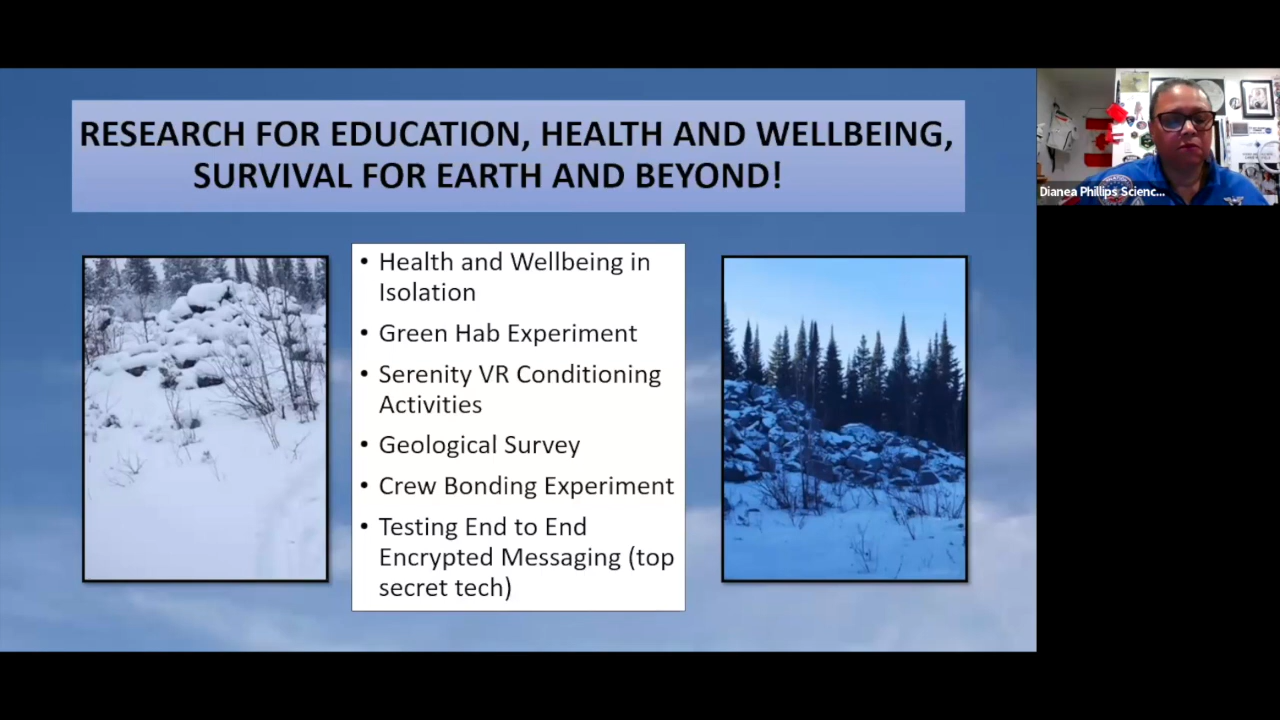 RESEARCH FOR EDUCATION, HEALTH AND WELLBEING,
SURVIVAL FOR EARTH AND BEYOND!
• Health and Wellbeing in
Isolation
• Green Hab Experiment
• Serenity VR Conditioning
Activities
• Geological Survey
• Crew Bonding Experiment
• Testing End to End
Encrypted Messaging (top
secret tech)
Dianea Phillips Scienc...